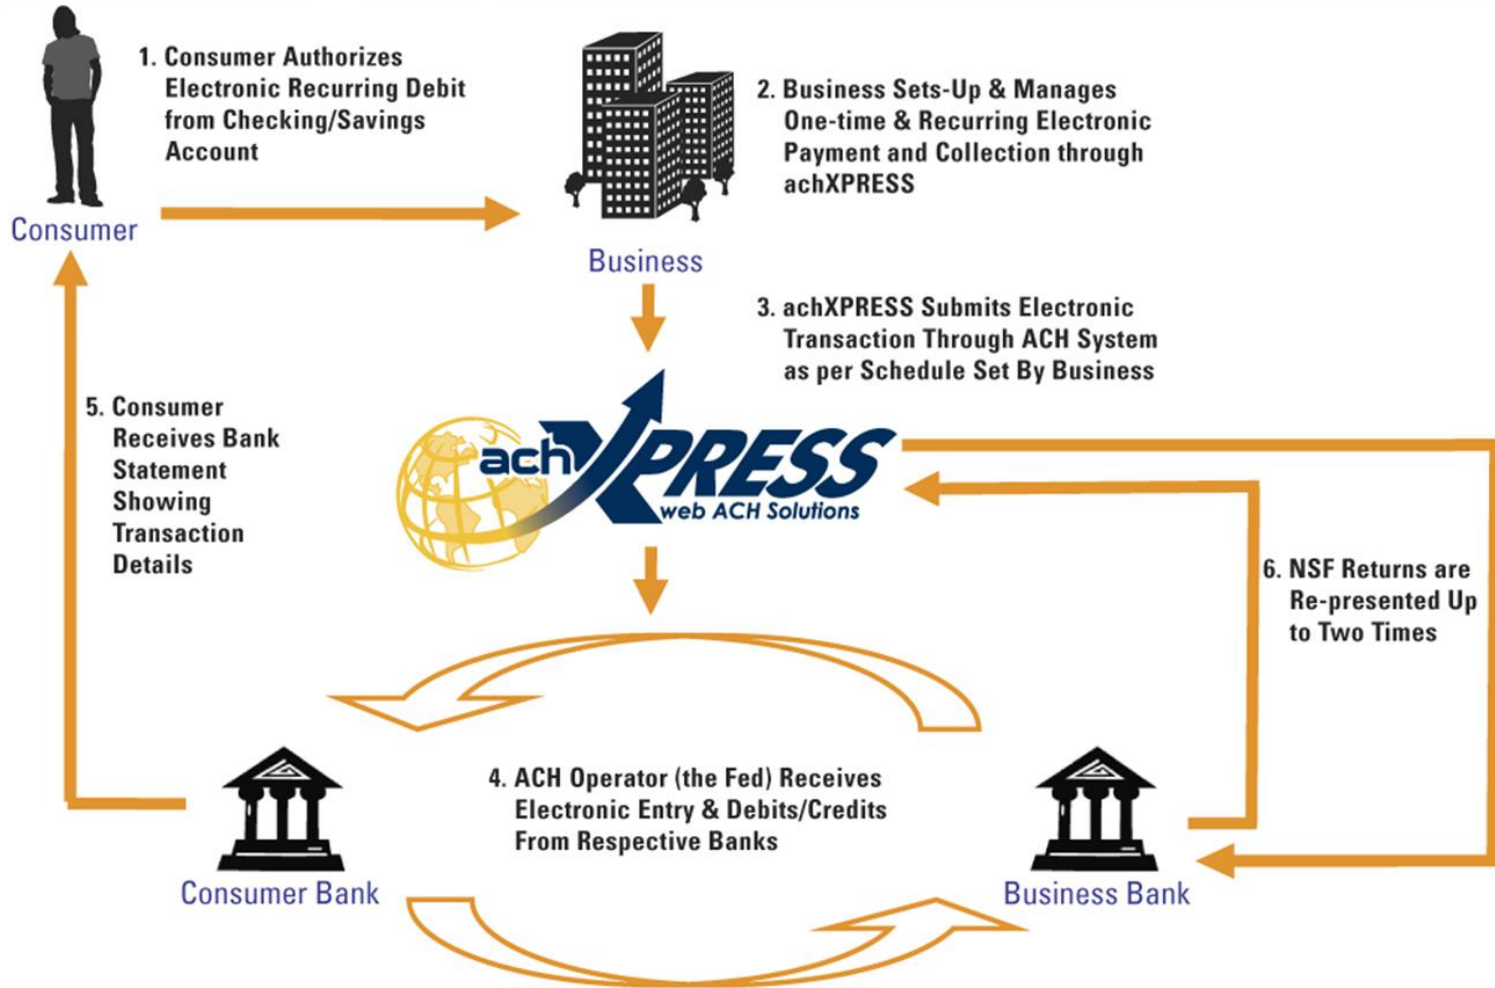 1. Consumer Authorizes
Electronic Recurring Debit
from Checking/Savings
Account
Consumer
Business
2. Business Sets-Up & Manages
One-time & Recurring Electronic
Payment and Collection through
achXPRESS
3. achXPRESS Submits Electronic
Transaction Through ACH System
as per Schedule Set By Business
achXPRESS
web ACH Solutions
5. Consumer
Receives Bank
Statement
Showing
Transaction
Details
6. NSF Returns are
Re-presented Up
to Two Times
4. ACH Operator (the Fed) Receives
Electronic Entry & Debits/Credits
From Respective Banks
Consumer Bank
Business Bank